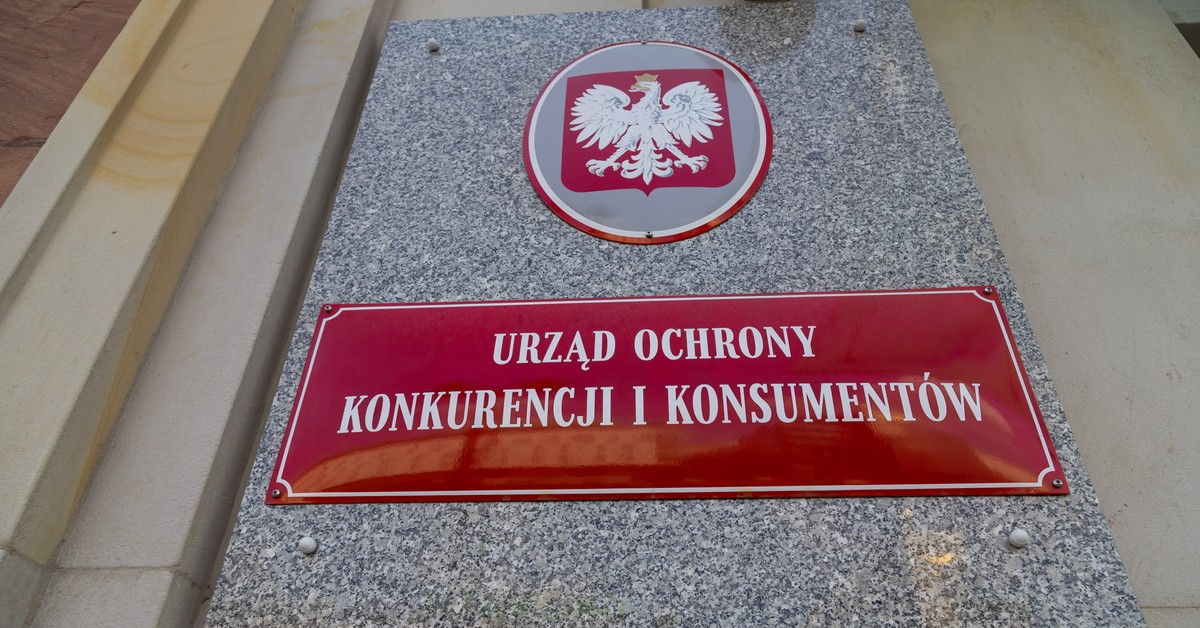 URZĄD OCHRONY
KONKURENCJI I KONSUMENTÓW